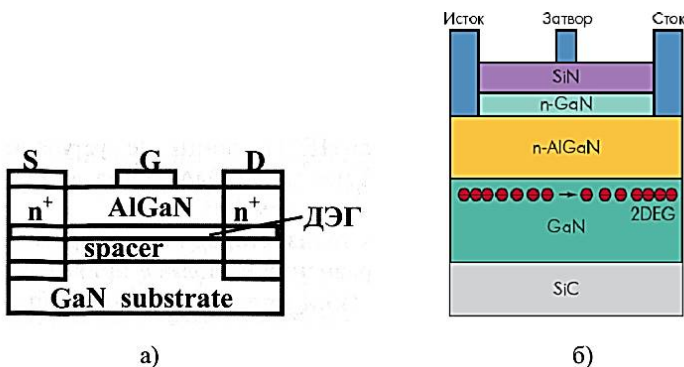 S G D
n⁺ AlGaN n⁺
ДЭГ
spacer
GaN substrate
а)
Исток Затвор Сток
SiN
n-GaN
n-AlGaN
2DEG
GaN
SiC
б)